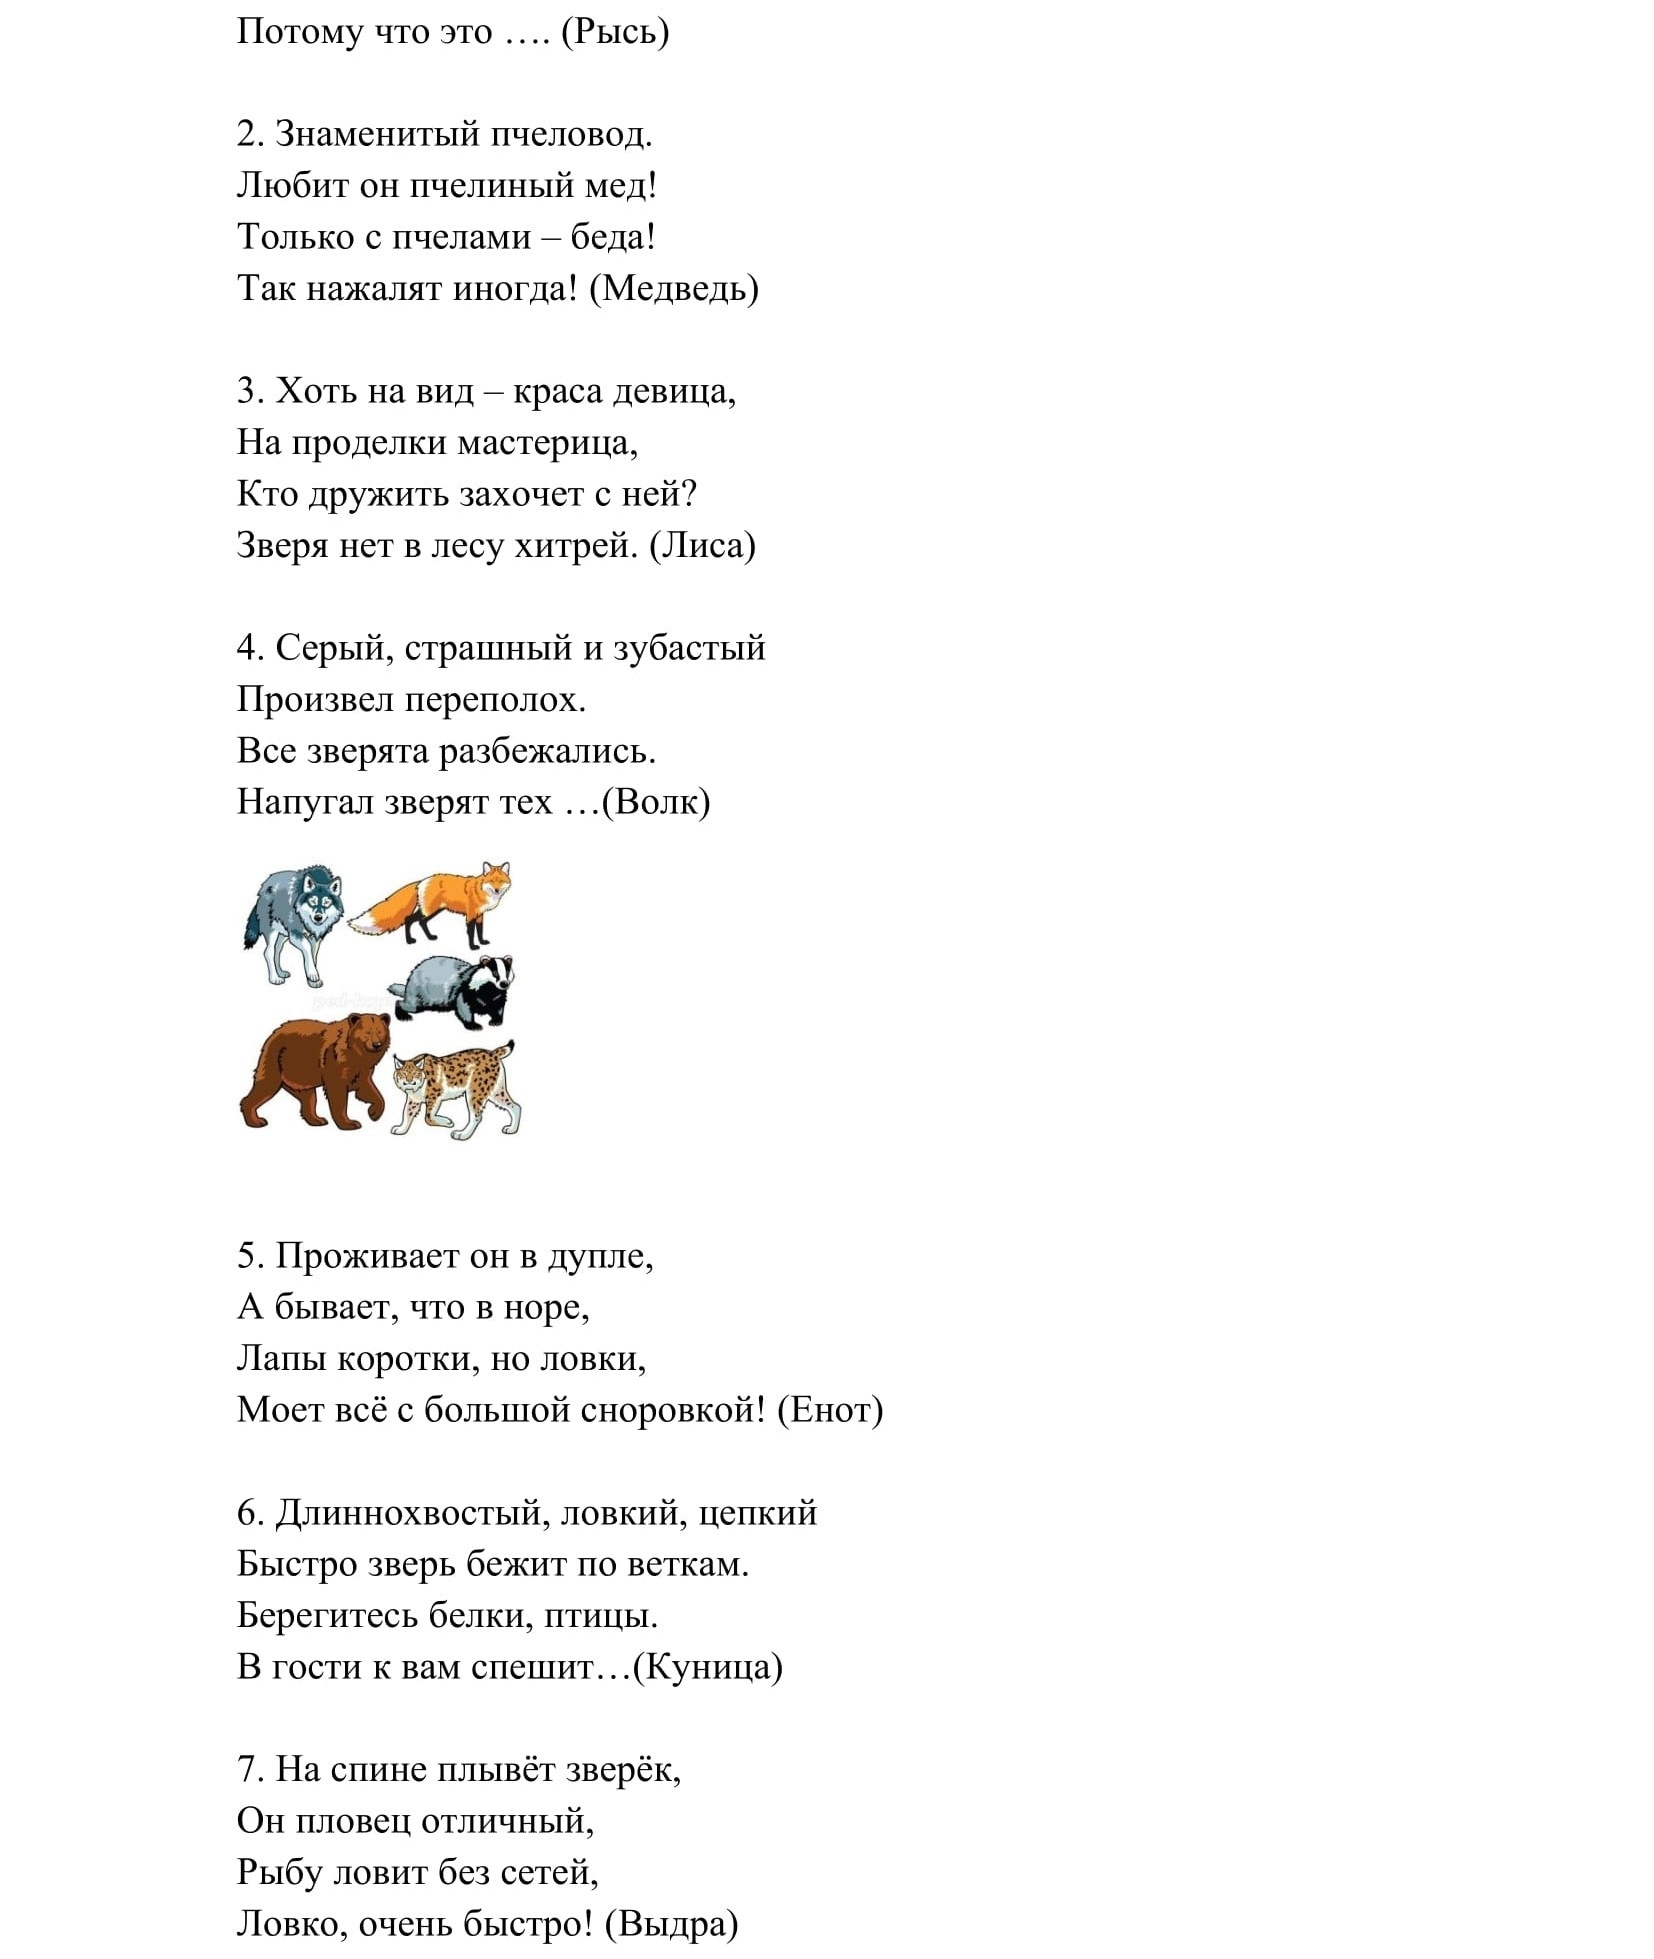 Потому что это …. (Рысь)
2. Знаменитый пчеловод.
Любит он пчелиный мед!
Только с пчелами – беда!
Так нажалят иногда! (Медведь)
3. Хоть на вид – краса девица,
На проделки мастерица,
Кто дружить захочет с ней?
Зверя нет в лесу хитрей. (Лиса)
4. Серый, страшный и зубастый
Произвел переполох.
Все зверята разбежались.
Напугал зверят тех …(Волк)
5. Проживает он в дупле,
А бывает, что в норе,
Лапы коротки, но ловки,
Моет всё с большой сноровкой! (Енот)
6. Длиннохвостый, ловкий, цепкий
Быстро зверь бежит по веткам.
Берегитесь белки, птицы.
В гости к вам спешит…(Куница)
7. На спине плывёт зверёк,
Он пловец отличный,
Рыбу ловит без сетей,
Ловко, очень быстро! (Выдра)